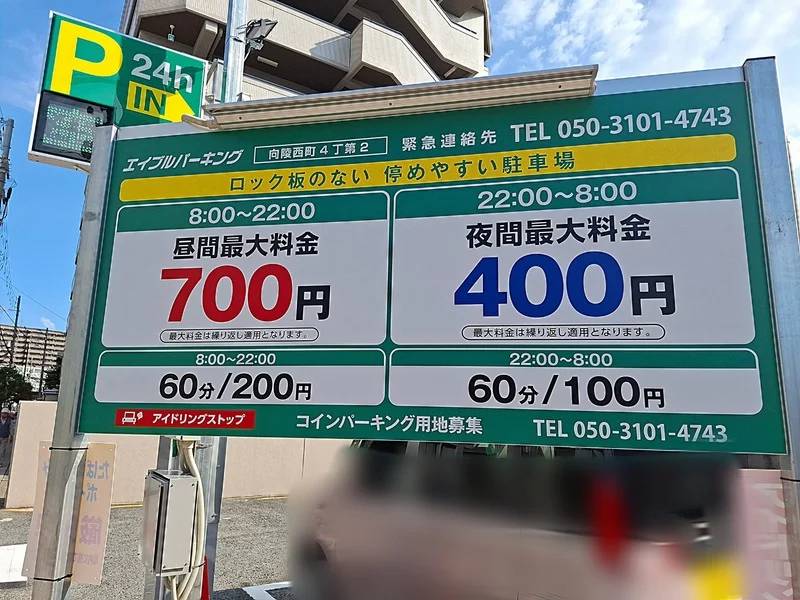 P 24h
IN
エイブルパーキング 向陵西町4丁第2 緊急連絡先 TEL 050-3101-4743
ロック板のない 停めやすい駐車場
8:00～22:00
昼間最大料金
700円
最大料金は繰り返し適用となります。
8:00～22:00
60分/200円
22:00～8:00
夜間最大料金
400円
最大料金は繰り返し適用となります。
22:00～8:00
60分/100円
アイドリングストップ コインパーキング用地募集 TEL 050-3101-4743